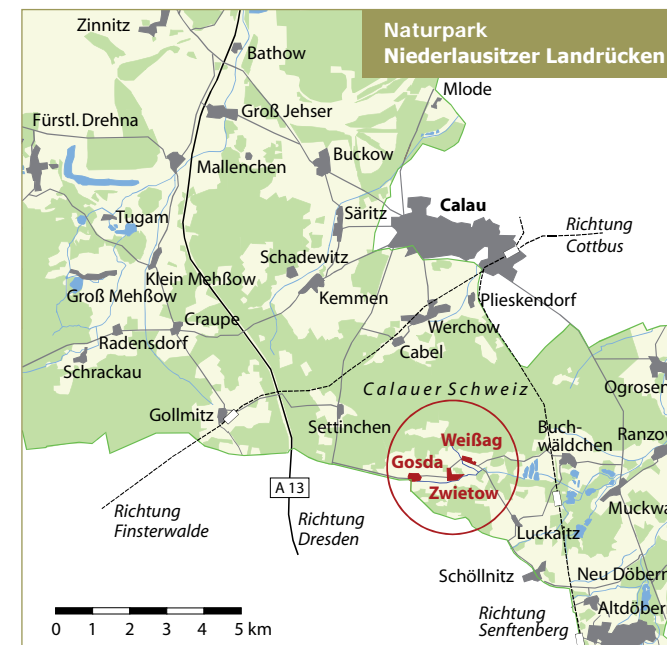 Naturpark
Niederlausitzer Landrücken
Zinnitz
Bathow
Mlode
Groß Jehser
Fürstl. Drehna
Buckow
Mallenchen
Calau
Säritz
Tugam
Richtung
Cottbus
Schadewitz
Klein Mehßow
Groß Mehßow
Kemmen
Plieskendorf
Craupe
Werchow
Radensdorf
Cabel
Schrackau
Calauer Schweiz
Ogrosen
Gollmitz
Settinchen
Buch-
wäldchen
Ranzow
Weißag
Gosda
Zwietow
A 13
Richtung
Finsterwalde
Richtung
Dresden
Muckwa
Luckaitz
Schöllnitz
Neu Döbern
Altdöber
Richtung
Senftenberg
0 1 2 3 4 5 km